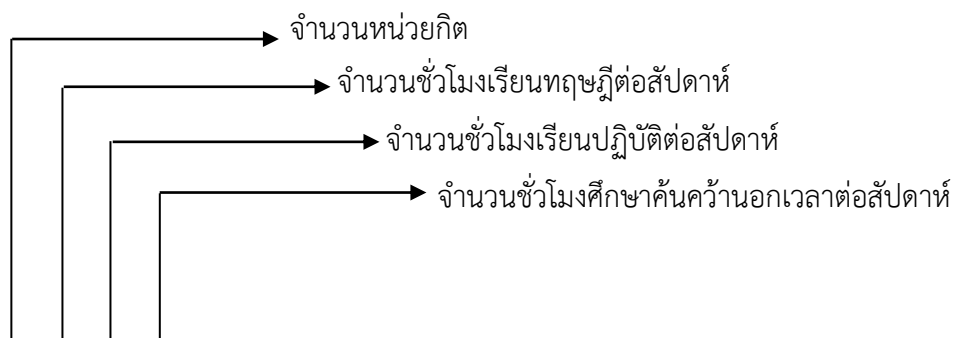 จำนวนหน่วยกิต
จำนวนชั่วโมงเรียนทฤษฎีต่อสัปดาห์
จำนวนชั่วโมงเรียนปฏิบัติต่อสัปดาห์
จำนวนชั่วโมงศึกษาค้นคว้านอกเวลาต่อสัปดาห์